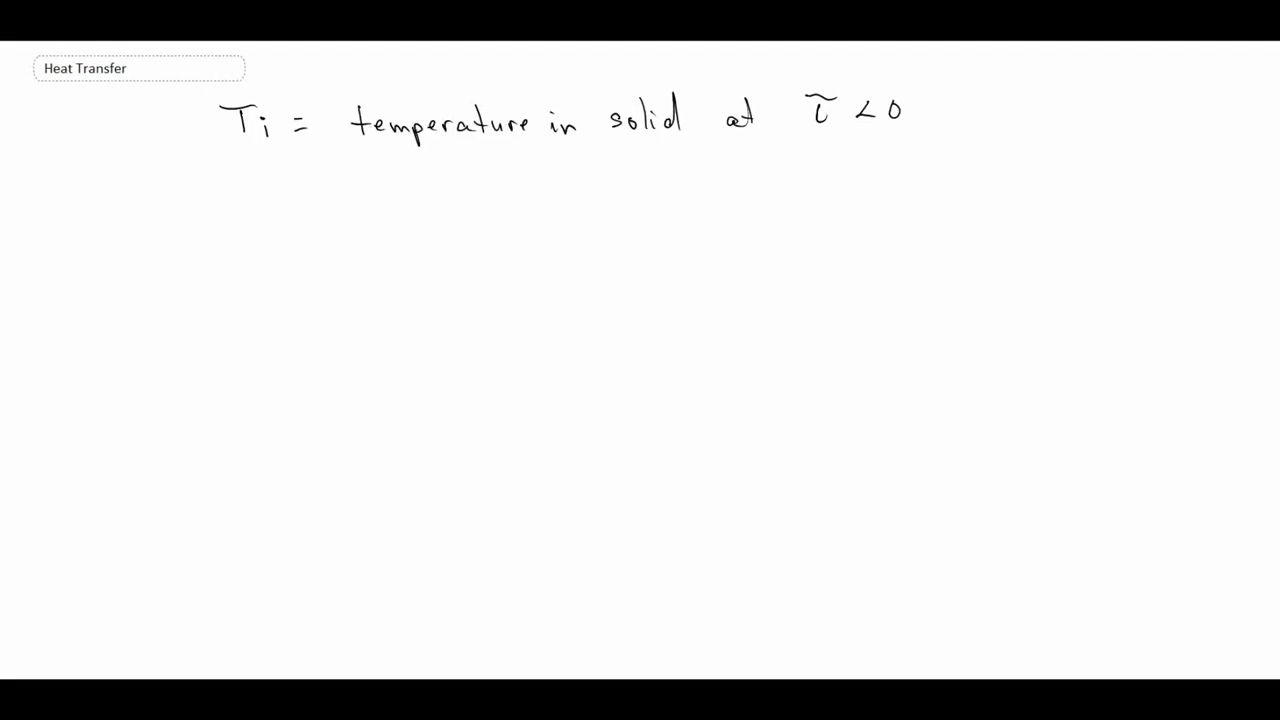 Heat Transfer
Ti = temperature in solid at τ < 0